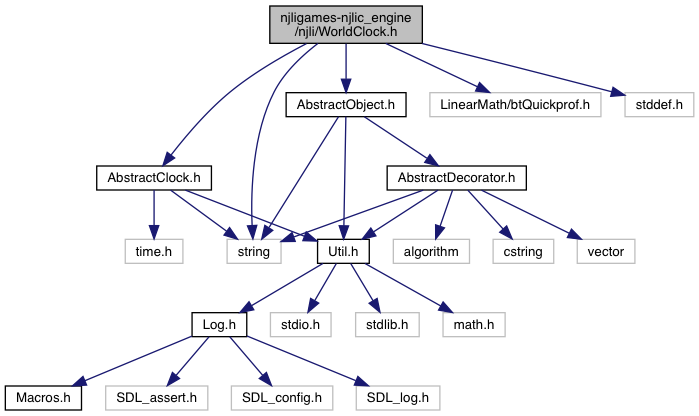 njligames-njlic_engine
/njli/WorldClock.h
AbstractObject.h
LinearMath/btQuickprof.h
stddef.h
AbstractClock.h
AbstractDecorator.h
time.h
string
Util.h
algorithm
cstring
vector
Log.h
stdio.h
stdlib.h
math.h
Macros.h
SDL_assert.h
SDL_config.h
SDL_log.h